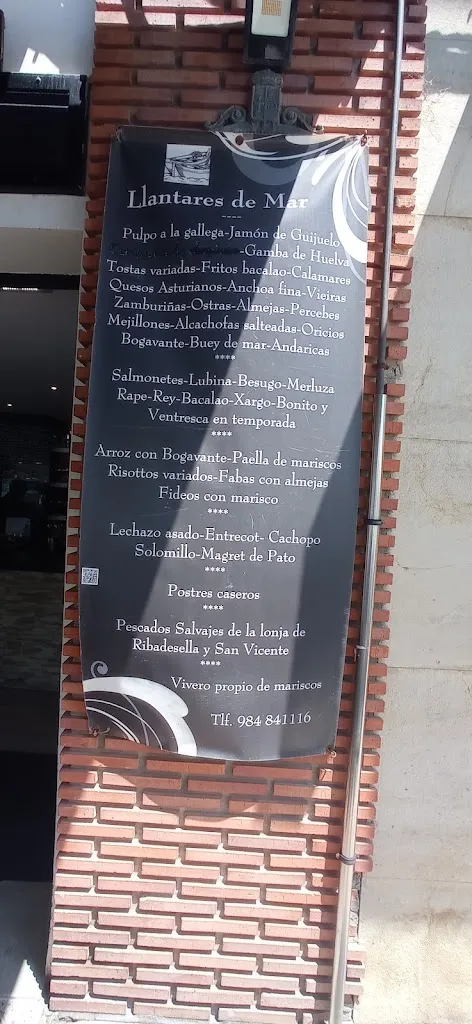 Llantares de Mar
----
Pulpo a la gallega-Jamón de Guijuelo
-Gamba de Huelva
Tostas variadas-Fritos bacalao-Calamares
Quesos Asturianos-Anchoa fina-Vieiras
Zamburiñas-Ostras-Almejas-Percebes
Mejillones-Alcachofas salteadas-Oricios
Bogavante-Buey de mar-Andaricas
****
Salmonetes-Lubina-Besugo-Merluza
Rape-Rey-Bacalao-Xargo-Bonito y
Ventresca en temporada
****
Arroz con Bogavante-Paella de mariscos
Risottos variados-Fabas con almejas
Fideos con marisco
****
Lechazo asado-Entrecot- Cachopo
Solomillo-Magret de Pato
****
Postres caseros
****
Pescados Salvajes de la lonja de
Ribadesella y San Vicente
****
Vivero propio de mariscos
Tlf. 984 841116